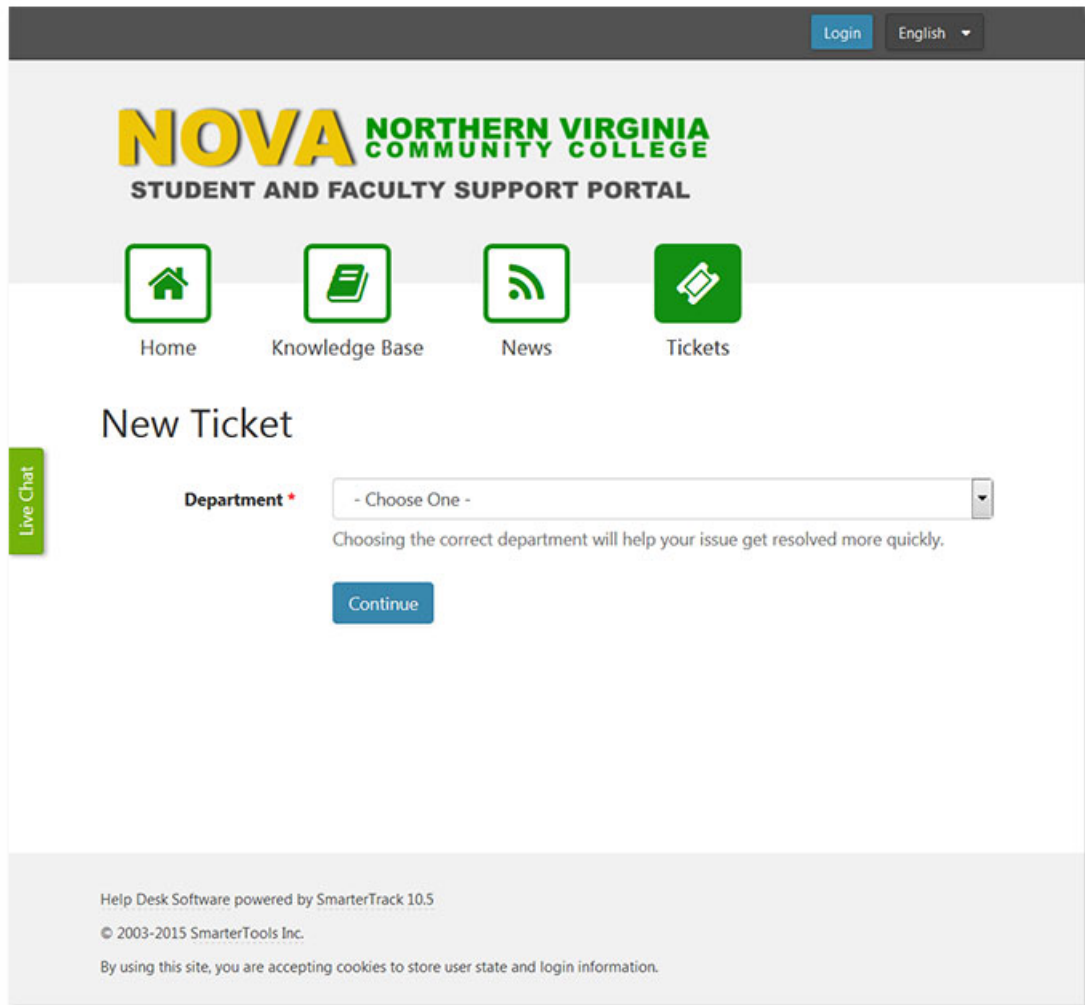 Login English
NOVA NORTHERN VIRGINIA
COMMUNITY COLLEGE
STUDENT AND FACULTY SUPPORT PORTAL
Home Knowledge Base News Tickets
New Ticket
Live Chat
Department * - Choose One -
Choosing the correct department will help your issue get resolved more quickly.
Continue
Help Desk Software powered by SmarterTrack 10.5
© 2003-2015 SmarterTools Inc.
By using this site, you are accepting cookies to store user state and login information.